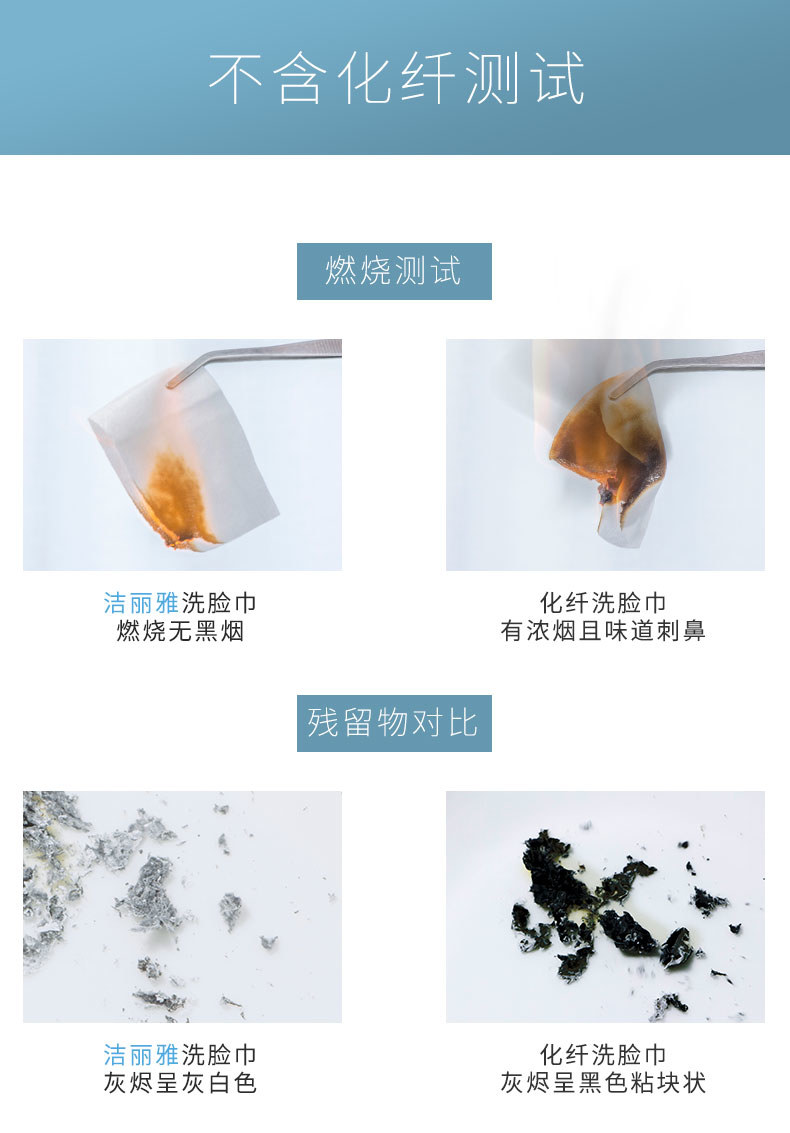 不含化纤测试
燃烧测试
洁丽雅洗脸巾
燃烧无黑烟
化纤洗脸巾
有浓烟且味道刺鼻
残留物对比
洁丽雅洗脸巾
灰烬呈灰白色
化纤洗脸巾
灰烬呈黑色粘块状